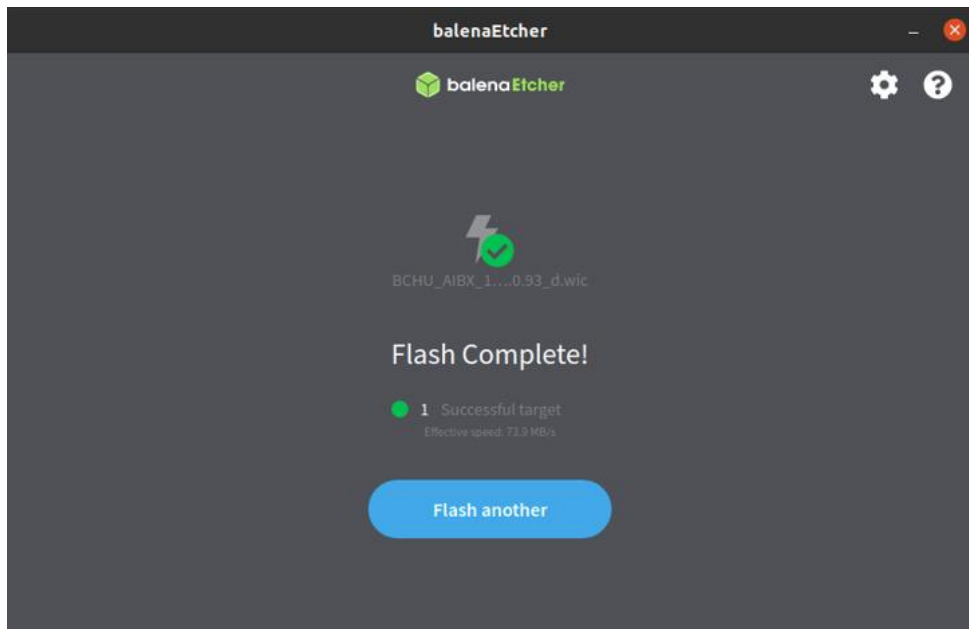 balenaEtcher
balenaEtcher
BCHU_AIBX_1....0.93_d.wic
Flash Complete!
1 Successful target
Effective speed: 73.9 MB/s
Flash another